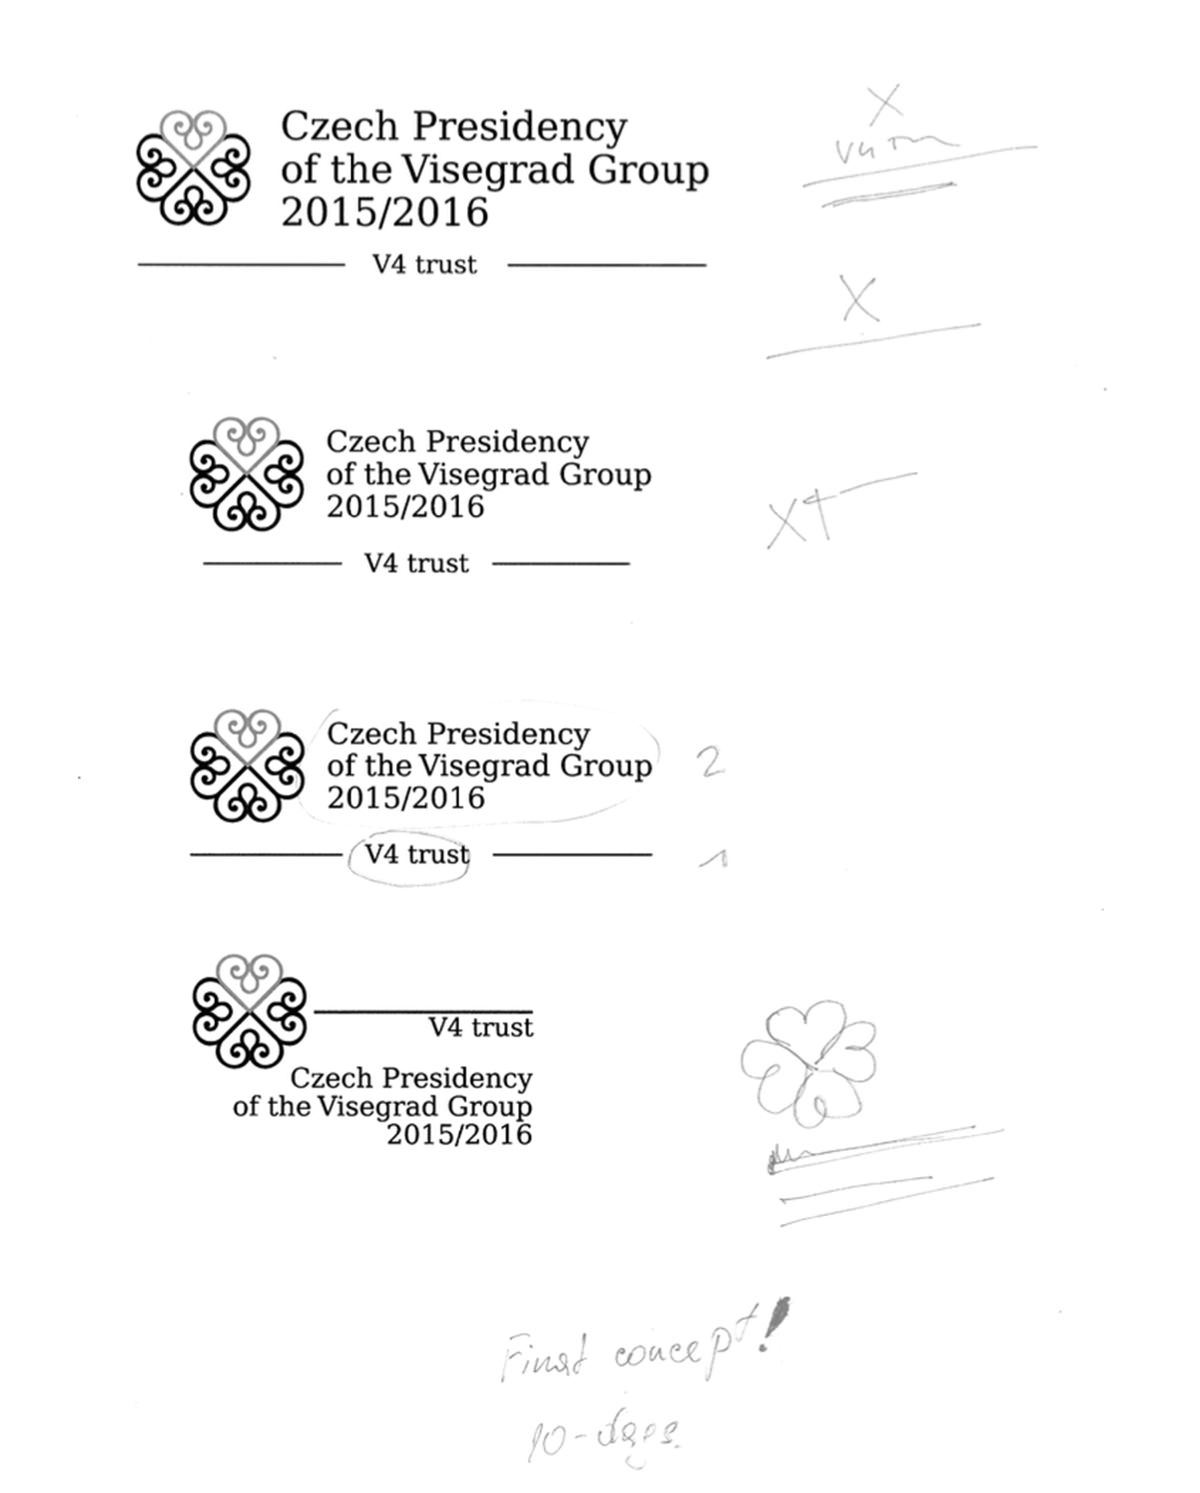 Czech Presidency
of the Visegrad Group
2015/2016
V4 trust
X
X
Czech Presidency
of the Visegrad Group
2015/2016
V4 trust
Czech Presidency
of the Visegrad Group
2015/2016
2
V4 trust
1
V4 trust
Czech Presidency
of the Visegrad Group
2015/2016
Final concept!
10-days.